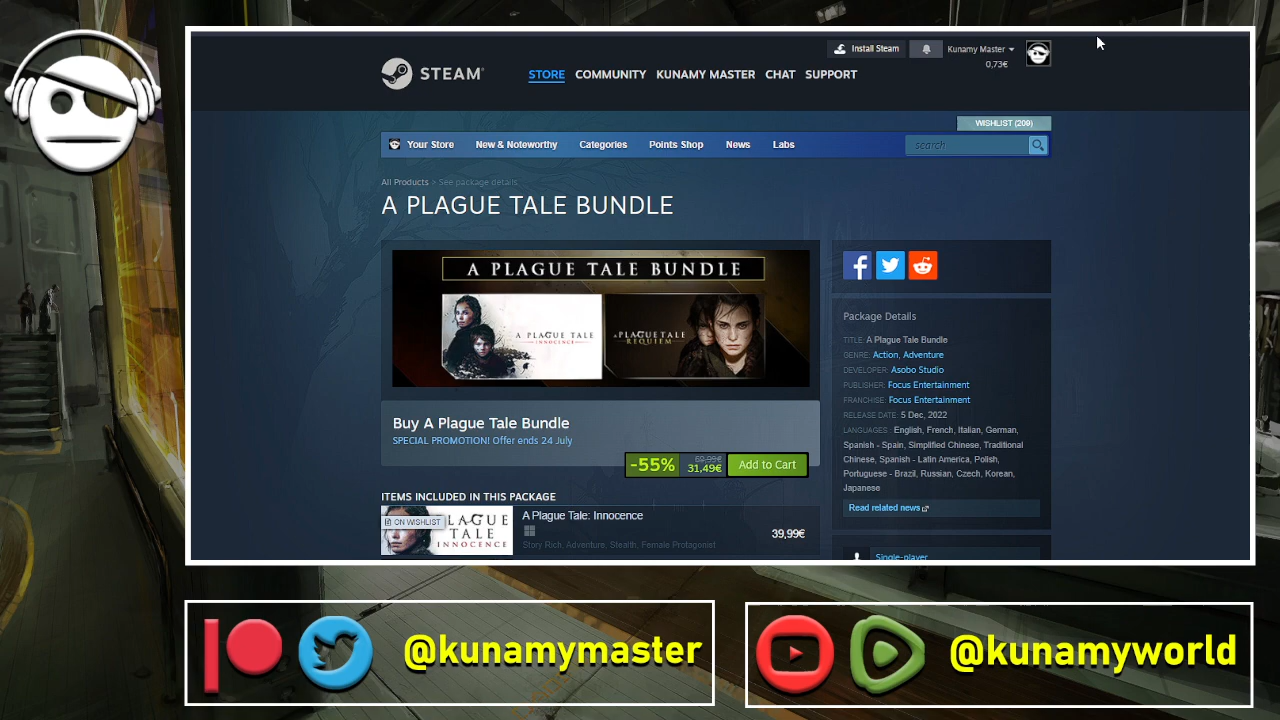 Install Steam
Kunamy Master
0,73€
STEAM
STORE COMMUNITY KUNAMY MASTER CHAT SUPPORT
WISHLIST (209)
Your Store New & Noteworthy Categories Points Shop News Labs
search
All Products > See package details
A PLAGUE TALE BUNDLE
A PLAGUE TALE BUNDLE
A PLAGUE TALE
INNOCENCE
A PLAGUE TALE
REQUIEM
Buy A Plague Tale Bundle
SPECIAL PROMOTION! Offer ends 24 July
-55%
69,99€
31,49€
Add to Cart
ITEMS INCLUDED IN THIS PACKAGE
ON WISHLIST
LAGUE
TALE
INNOCENCE
A Plague Tale: Innocence
Story Rich, Adventure, Stealth, Female Protagonist
39,99€
Package Details
TITLE: A Plague Tale Bundle
GENRE: Action, Adventure
DEVELOPER: Asobo Studio
PUBLISHER: Focus Entertainment
FRANCHISE: Focus Entertainment
RELEASE DATE: 5 Dec, 2022
LANGUAGES: English, French, Italian, German,
Spanish - Spain, Simplified Chinese, Traditional
Chinese, Spanish - Latin America, Polish,
Portuguese - Brazil, Russian, Czech, Korean,
Japanese
Read related news
Single-player
@kunamymaster
@kunamyworld